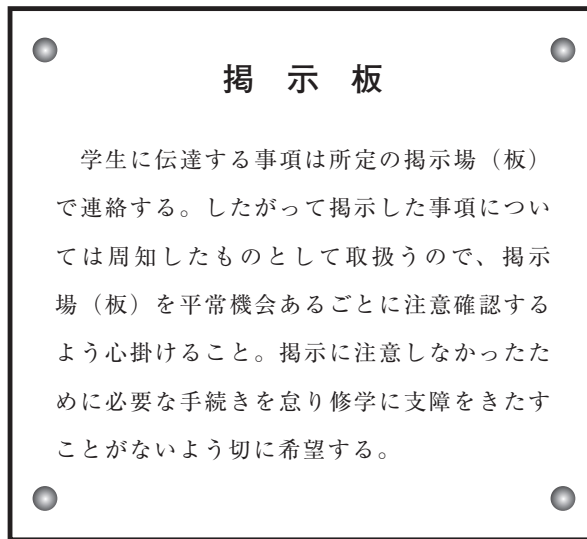 掲 示 板
学生に伝達する事項は所定の掲示場（板）
で連絡する。したがって掲示した事項につい
ては周知したものとして取扱うので、掲示
場（板）を平常機会あるごとに注意確認する
よう心掛けること。掲示に注意しなかったた
めに必要な手続きを怠り修学に支障をきたす
ことがないよう切に希望する。